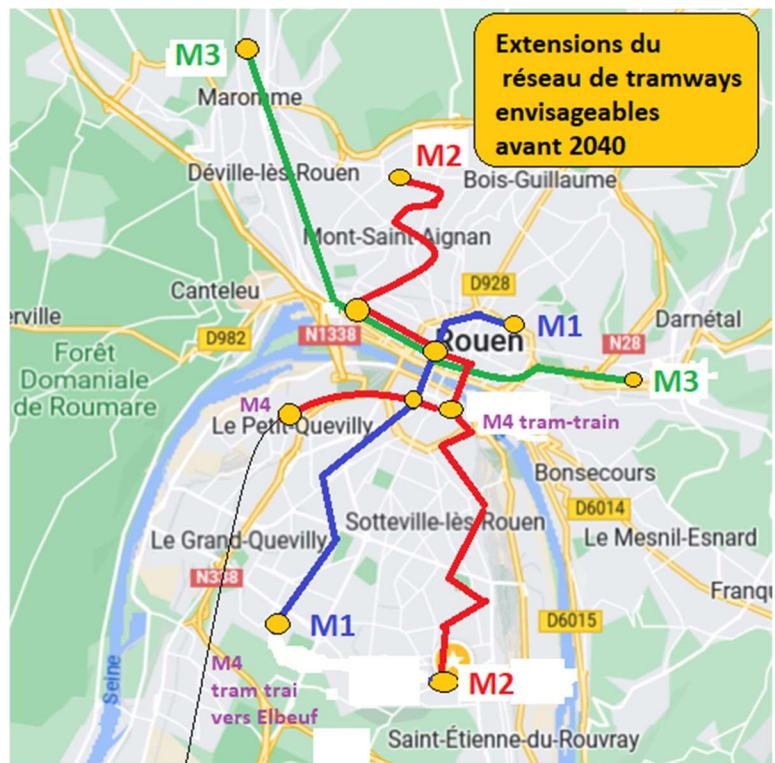 Extensions du
réseau de tramways
envisageables
avant 2040
M3
Maromme
M2
Déville-lès Rouen
Bois-Guillaume
Mont-Saint-Aignan
D928
Canteleu
erville
D982
N1338
Rouen
M1
Darnétal
N28
Forêt
Domaniale
de Roumare
M3
M4
Le Petit-Quevilly
M4 tram-train
Bonsecours
D6014
Sotteville-lès Rouen
Le Mesnil-Esnard
Le Grand-Quevilly
N338
Franqu
M1
D6015
M4
tram trai
vers Elbeuf
Seine
M2
Saint-Étienne-du-Rouvray